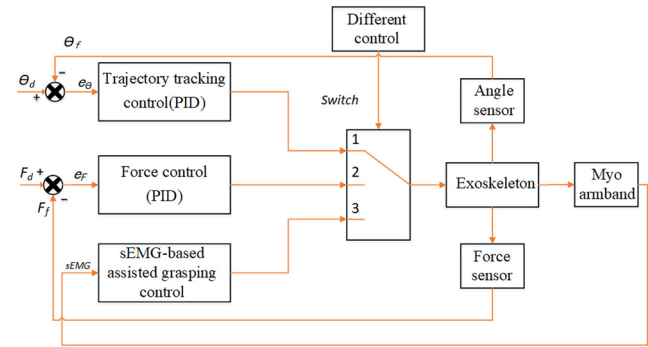 Different
control
Θf
−
Θd
+
eΘ
Trajectory tracking
control(PID)
Switch
Angle
sensor
1
Fd +
eF
Force control
(PID)
2
Exoskeleton
Myo
armband
Ff
−
3
sEMG
sEMG-based
assisted grasping
control
Force
sensor